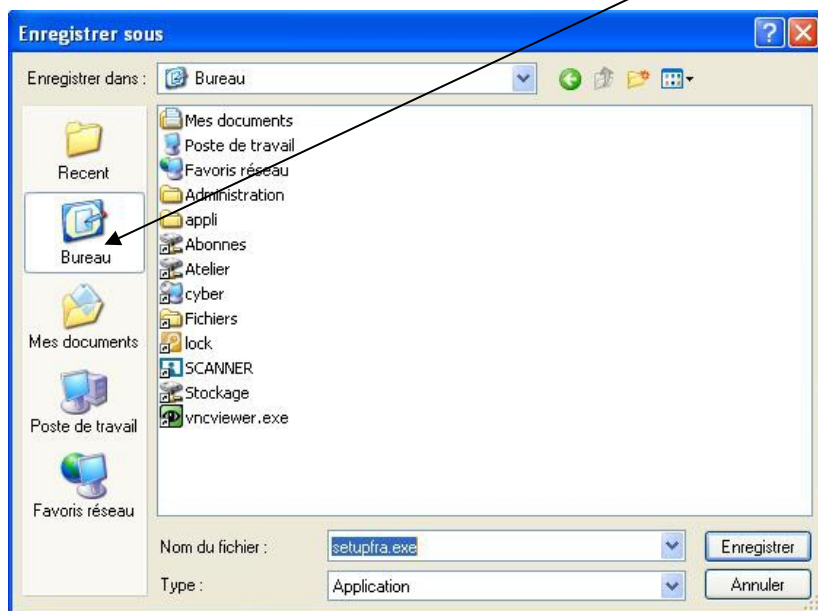 Enregistrer sous
Enregistrer dans : Bureau
Recent
Bureau
Mes documents
Poste de travail
Favoris réseau
Mes documents
Poste de travail
Favoris réseau
Administration
appli
Abonnes
Atelier
cyber
Fichiers
lock
SCANNER
Stockage
vncviewer.exe
Nom du fichier : setupfra.exe Enregistrer
Type : Application Annuler